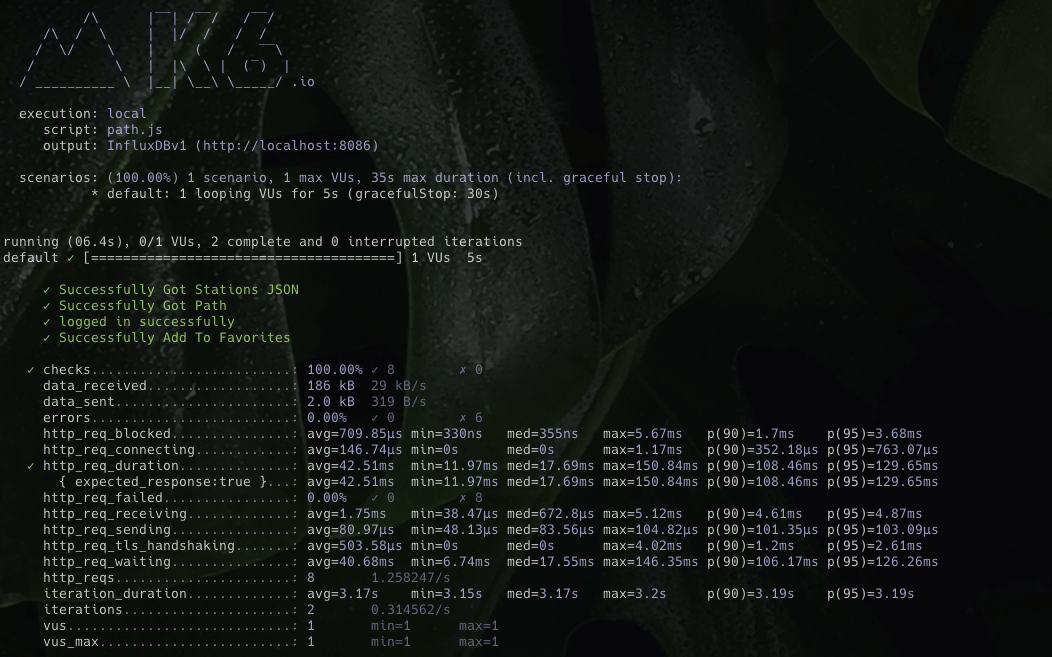 .io
execution: local
script: path.js
output: InfluxDBv1 (http://localhost:8086)
scenarios: (100.00%) 1 scenario, 1 max VUs, 35s max duration (incl. graceful stop):
* default: 1 looping VUs for 5s (gracefulStop: 30s)
running (06.4s), 0/1 VUs, 2 complete and 0 interrupted iterations
default ✓ [======================================] 1 VUs  5s
✓ Successfully Got Stations JSON
✓ Successfully Got Path
✓ logged in successfully
✓ Successfully Add To Favorites
✓ checks.........................: 100.00% ✓ 8 ✗ 0
data_received..................: 186 kB 29 kB/s
data_sent......................: 2.0 kB 319 B/s
errors.........................: 0.00% ✓ 0 ✗ 6
http_req_blocked...............: avg=709.85µs min=330ns med=355ns max=5.67ms p(90)=1.7ms p(95)=3.68ms
http_req_connecting............: avg=146.74µs min=0s med=0s max=1.17ms p(90)=352.18µs p(95)=763.07µs
✓ http_req_duration..............: avg=42.51ms min=11.97ms med=17.69ms max=150.84ms p(90)=108.46ms p(95)=129.65ms
{ expected_response:true }...: avg=42.51ms min=11.97ms med=17.69ms max=150.84ms p(90)=108.46ms p(95)=129.65ms
http_req_failed................: 0.00% ✓ 0 ✗ 8
http_req_receiving.............: avg=1.75ms min=38.47µs med=672.8µs max=5.12ms p(90)=4.61ms p(95)=4.87ms
http_req_sending...............: avg=80.97µs min=48.13µs med=83.56µs max=104.82µs p(90)=101.35µs p(95)=103.09µs
http_req_tls_handshaking.......: avg=503.58µs min=0s med=0s max=4.02ms p(90)=1.2ms p(95)=2.61ms
http_req_waiting...............: avg=40.68ms min=6.74ms med=17.55ms max=146.35ms p(90)=106.17ms p(95)=126.26ms
http_reqs......................: 8 1.258247/s
iteration_duration.............: avg=3.17s min=3.15s med=3.17s max=3.2s p(90)=3.19s p(95)=3.19s
iterations.....................: 2 0.314562/s
vus............................: 1 min=1 max=1
vus_max........................: 1 min=1 max=1